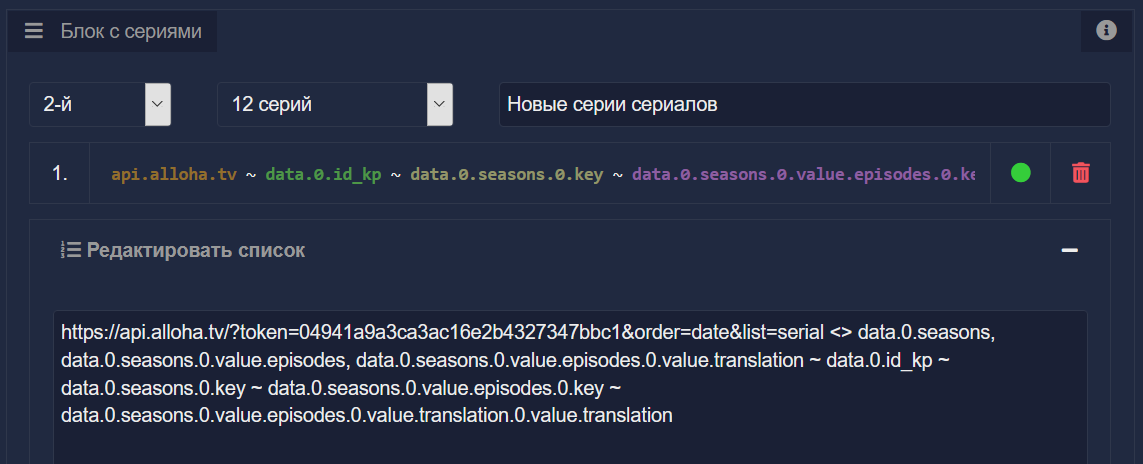 Блок с сериями
2-й 12 серий Новые серии сериалов
1. api.alloha.tv ~ data.0.id_kp ~ data.0.seasons.0.key ~ data.0.seasons.0.value.episodes.0.ke
Редактировать список
https://api.alloha.tv/?token=04941a9a3ca3ac16e2b4327347bbc1&order=date&list=serial <> data.0.seasons,
data.0.seasons.0.value.episodes, data.0.seasons.0.value.episodes.0.value.translation ~ data.0.id_kp ~
data.0.seasons.0.key ~ data.0.seasons.0.value.episodes.0.key ~
data.0.seasons.0.value.episodes.0.value.translation.0.value.translation